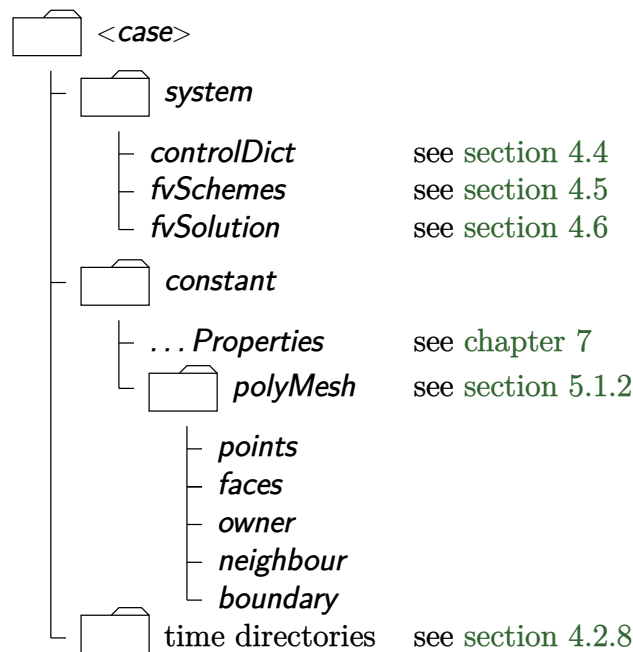 <case>
system
controlDict see section 4.4
fvSchemes see section 4.5
fvSolution see section 4.6
constant
...Properties see chapter 7
polyMesh see section 5.1.2
points
faces
owner
neighbour
boundary
time directories see section 4.2.8